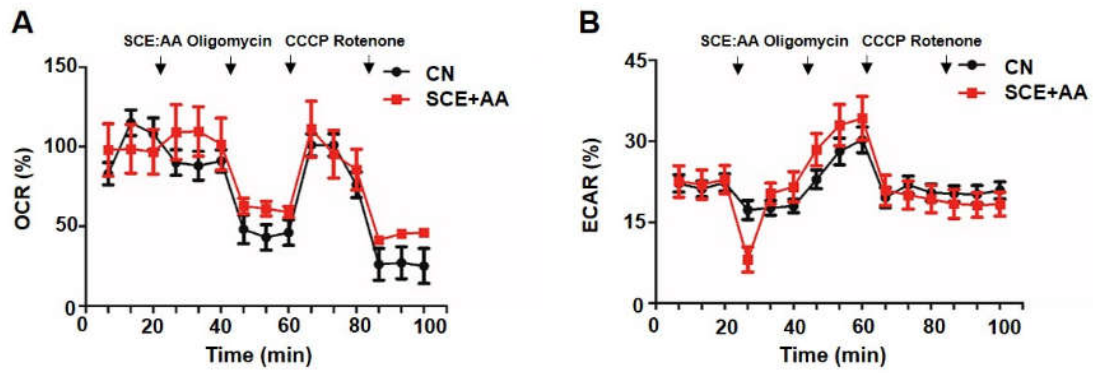 A
SCE:AA Oligomycin CCCP Rotenone
150
100
50
0
OCR (%)
CN
SCE+AA
0 20 40 60 80 100
Time (min)
B
SCE:AA Oligomycin CCCP Rotenone
45
30
15
0
ECAR (%)
CN
SCE+AA
0 20 40 60 80 100
Time (min)